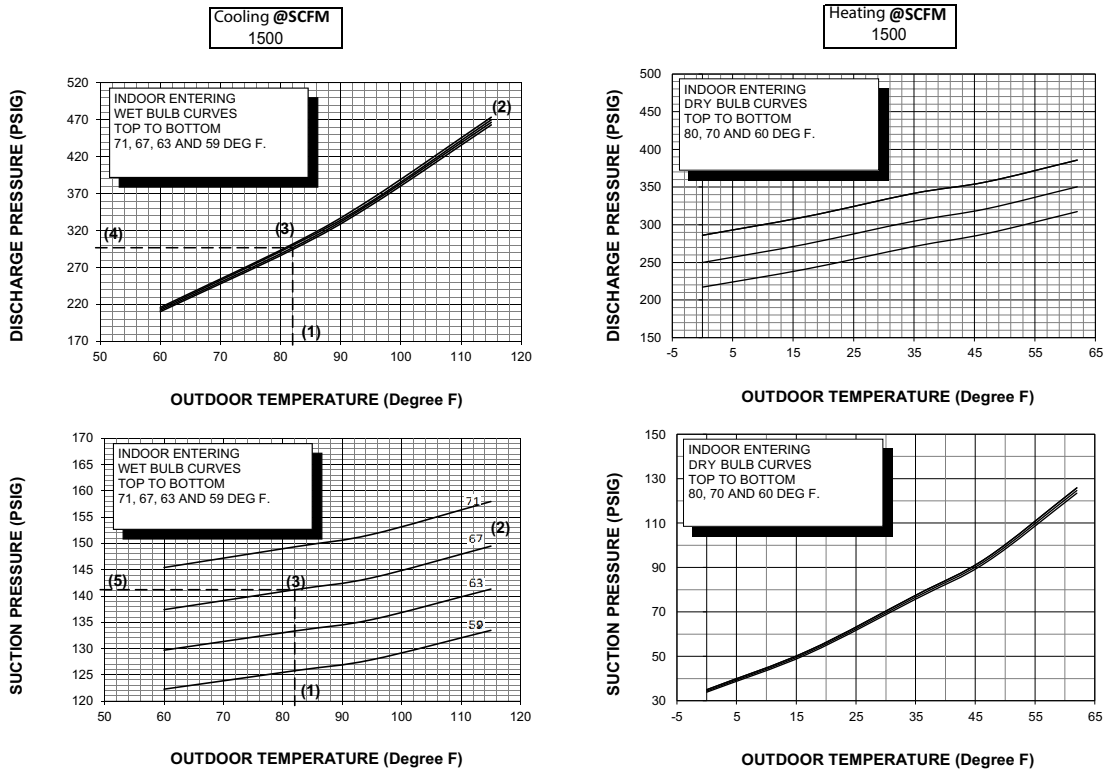 Cooling @SCFM
1500
Heating @SCFM
1500
DISCHARGE PRESSURE (PSIG)
520
470
420
370
320
270
220
170
INDOOR ENTERING
WET BULB CURVES
TOP TO BOTTOM
71, 67, 63 AND 59 DEG F.
(2)
(3)
(4)
(1)
50 60 70 80 90 100 110 120
OUTDOOR TEMPERATURE (Degree F)
DISCHARGE PRESSURE (PSIG)
500
450
400
350
300
250
200
150
INDOOR ENTERING
DRY BULB CURVES
TOP TO BOTTOM
80, 70 AND 60 DEG F.
-5 5 15 25 35 45 55 65
OUTDOOR TEMPERATURE (Degree F)
SUCTION PRESSURE (PSIG)
170
165
160
155
150
145
140
135
130
125
120
INDOOR ENTERING
WET BULB CURVES
TOP TO BOTTOM
71, 67, 63 AND 59 DEG F.
71
(2)
67
63
59
(5)
(3)
(1)
50 60 70 80 90 100 110 120
OUTDOOR TEMPERATURE (Degree F)
SUCTION PRESSURE (PSIG)
150
130
110
90
70
50
30
INDOOR ENTERING
DRY BULB CURVES
TOP TO BOTTOM
80, 70 AND 60 DEG F.
-5 5 15 25 35 45 55 65
OUTDOOR TEMPERATURE (Degree F)